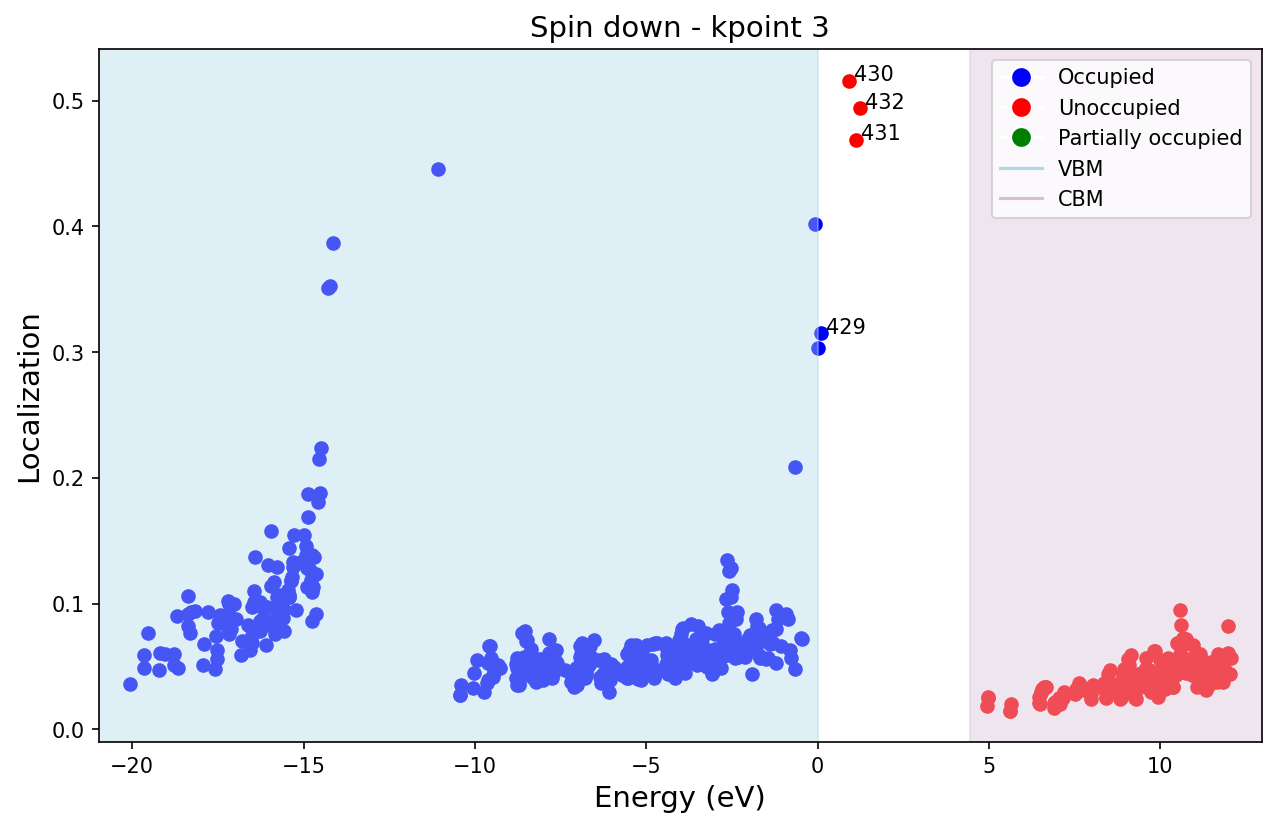 Spin down - kpoint 3
Localization
0.5
0.4
0.3
0.2
0.1
0.0
430
432
431
429
Occupied
Unoccupied
Partially occupied
VBM
CBM
−20
−15
−10
−5
0
5
10
Energy (eV)